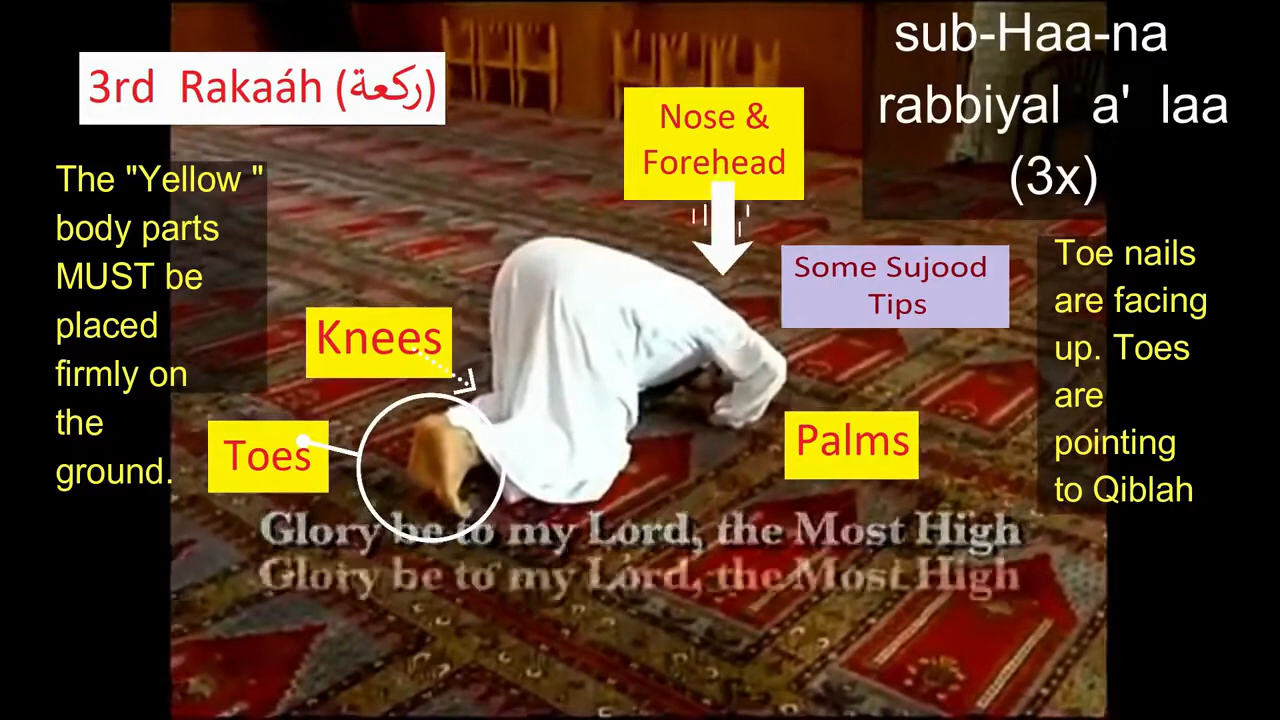 3rd Rakaáh (ركعة)
sub-Haa-na
rabbiyal a' laa
(3x)
Nose &
Forehead
The "Yellow "
body parts
MUST be
placed
firmly on
the
ground.
Some Sujood
Tips
Toe nails
are facing
up. Toes
are
pointing
to Qiblah
Knees
Toes
Palms
Glory be to my Lord, the Most High
Glory be to my Lord, the Most High